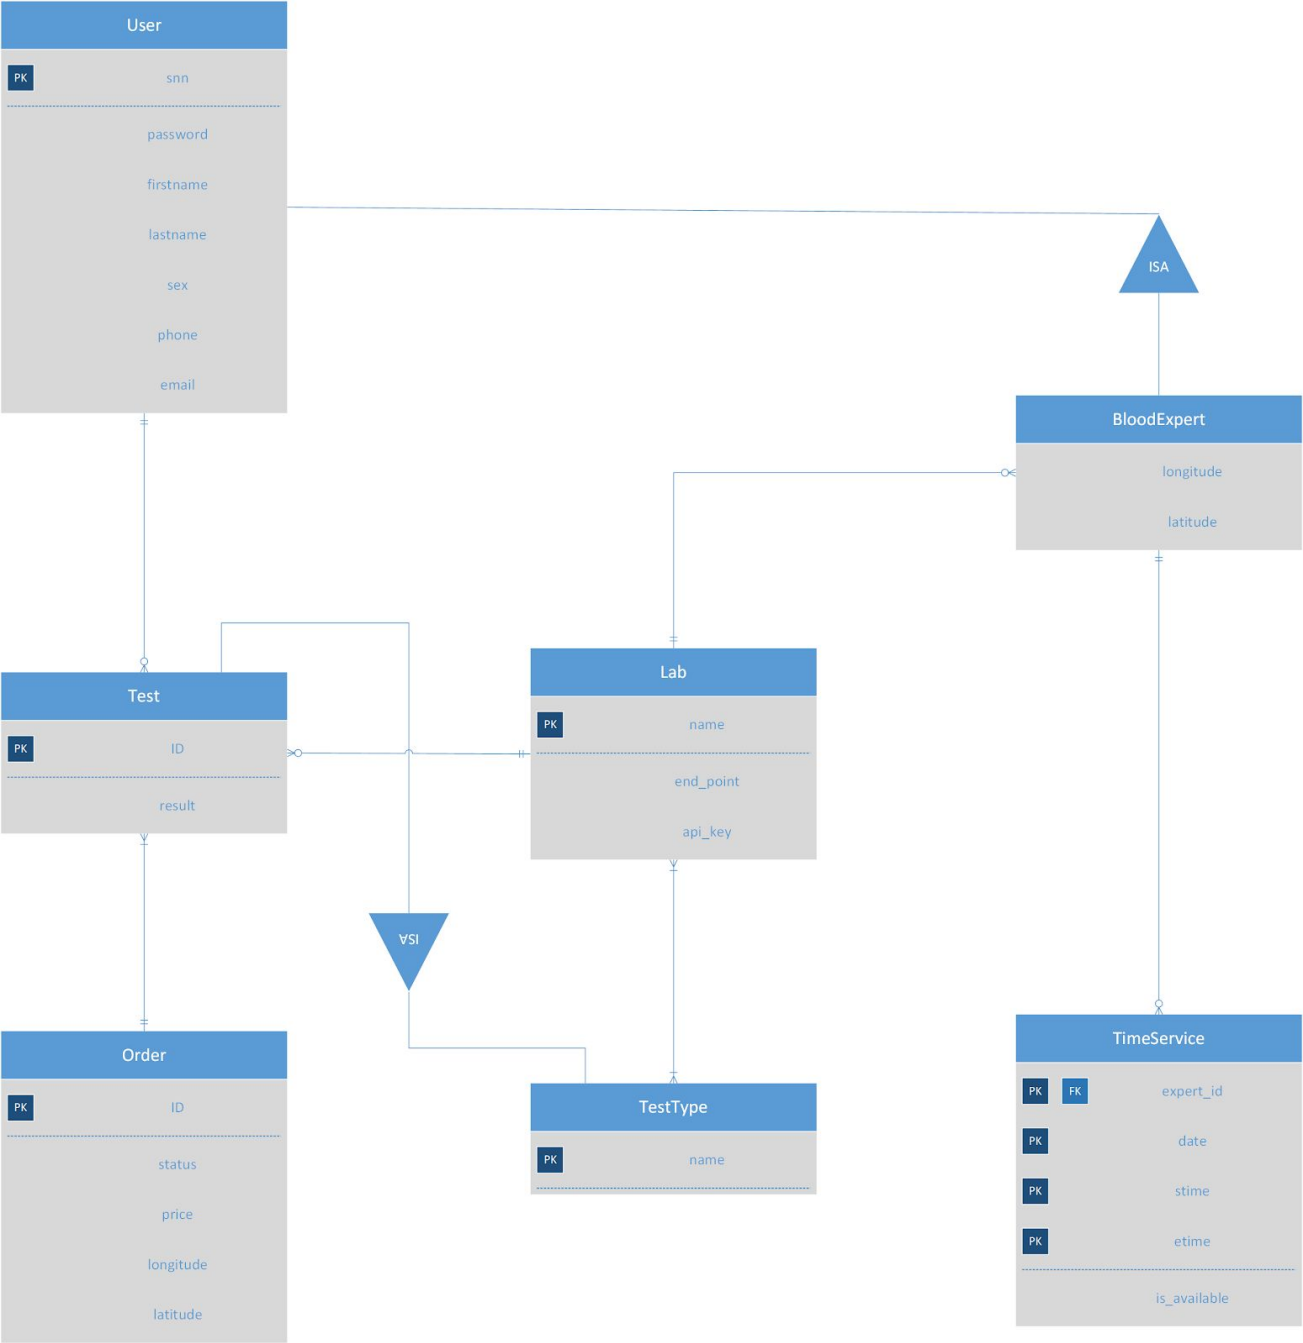 User
PK snn
password
firstname
lastname
sex
phone
email
ISA
BloodExpert
longitude
latitude
Test
PK ID
result
Lab
PK name
end_point
api_key
ISA
Order
PK ID
status
price
longitude
latitude
TestType
PK name
TimeService
PK FK expert_id
PK date
PK stime
PK etime
is_available